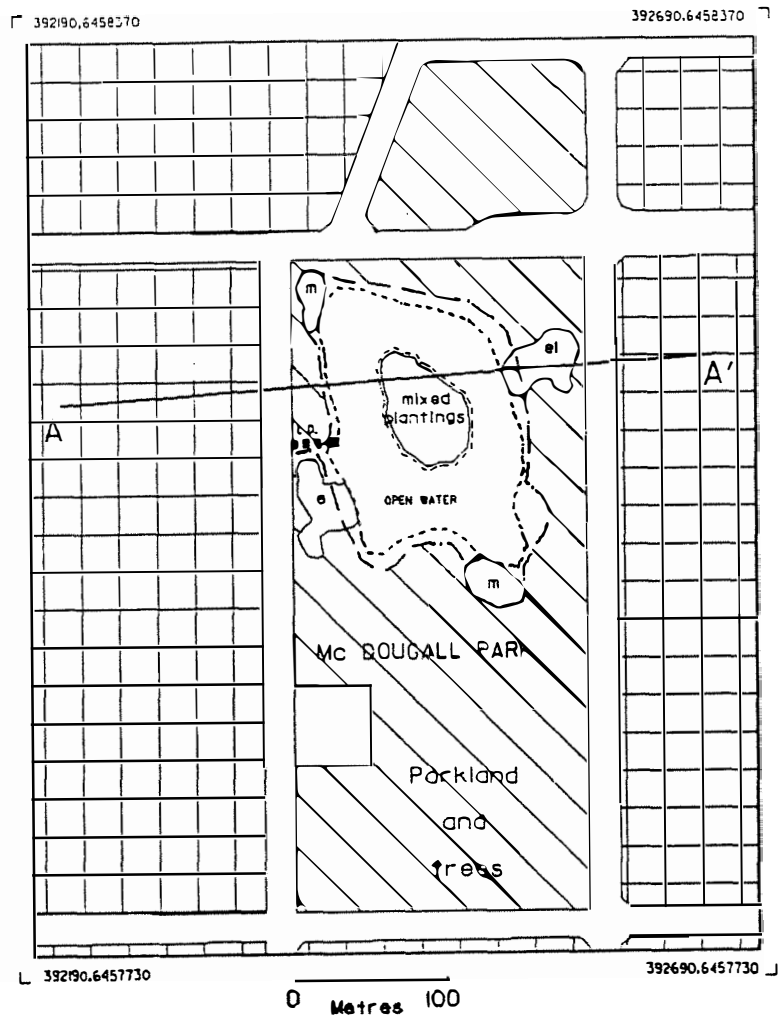 392190,6458370
392690,6458370
m
el
mixed
plantings
A
A'
e
OPEN WATER
m
Mc DOUGALL PARK
Parkland
and
Trees
392190,6457730
392690,6457730
0 Metres 100